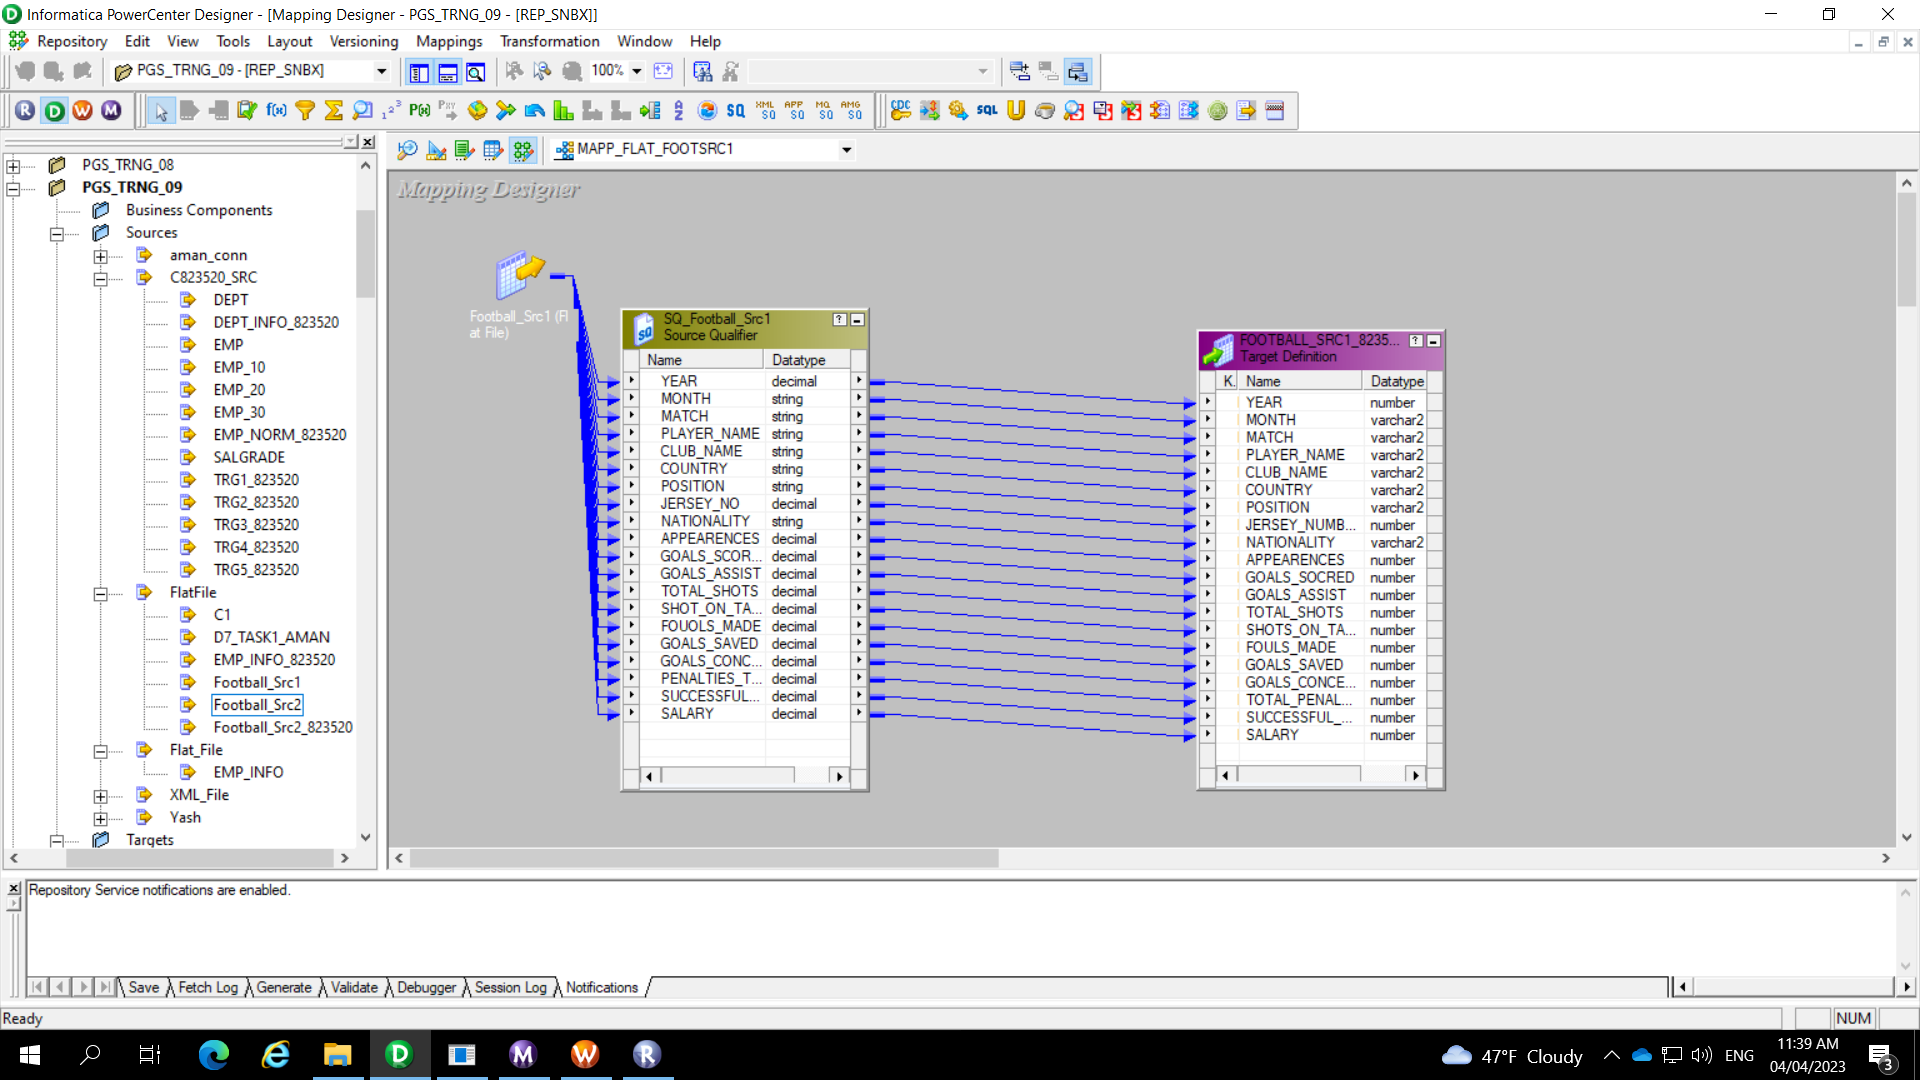 Informatica PowerCenter Designer - [Mapping Designer - PGS_TRNG_09 - [REP_SNBX]]
Repository Edit View Tools Layout Versioning Mappings Transformation Window Help
PGS_TRNG_09 - [REP_SNBX]
100%
MAPP_FLAT_FOOTSRC1
PGS_TRNG_08
PGS_TRNG_09
Business Components
Sources
aman_conn
C823520_SRC
DEPT
DEPT_INFO_823520
EMP
EMP_10
EMP_20
EMP_30
EMP_NORM_823520
SALGRADE
TRG1_823520
TRG2_823520
TRG3_823520
TRG4_823520
TRG5_823520
FlatFile
C1
D7_TASK1_AMAN
EMP_INFO_823520
Football_Src1
Football_Src2
Football_Src2_823520
Flat_File
EMP_INFO
XML_File
Yash
Targets
Mapping Designer
Football_Src1 (Fl
at File)
SQ_Football_Src1
Source Qualifier
Name Datatype
YEAR decimal
MONTH string
MATCH string
PLAYER_NAME string
CLUB_NAME string
COUNTRY string
POSITION string
JERSEY_NO decimal
NATIONALITY string
APPEARENCES decimal
GOALS_SCOR... decimal
GOALS_ASSIST decimal
TOTAL_SHOTS decimal
SHOT_ON_TA... decimal
FOUOLS_MADE decimal
GOALS_SAVED decimal
GOALS_CONC... decimal
PENALTIES_T... decimal
SUCCESSFUL... decimal
SALARY decimal
FOOTBALL_SRC1_8235...
Target Definition
K. Name Datatype
YEAR number
MONTH varchar2
MATCH varchar2
PLAYER_NAME varchar2
CLUB_NAME varchar2
COUNTRY varchar2
POSITION varchar2
JERSEY_NUMB... number
NATIONALITY varchar2
APPEARENCES number
GOALS_SOCRED number
GOALS_ASSIST number
TOTAL_SHOTS number
SHOTS_ON_TA... number
FOULS_MADE number
GOALS_SAVED number
GOALS_CONCE... number
TOTAL_PENAL... number
SUCCESSFUL_... number
SALARY number
Repository Service notifications are enabled.
Save Fetch Log Generate Validate Debugger Session Log Notifications
Ready
NUM
47°F Cloudy
ENG
11:39 AM
04/04/2023
3